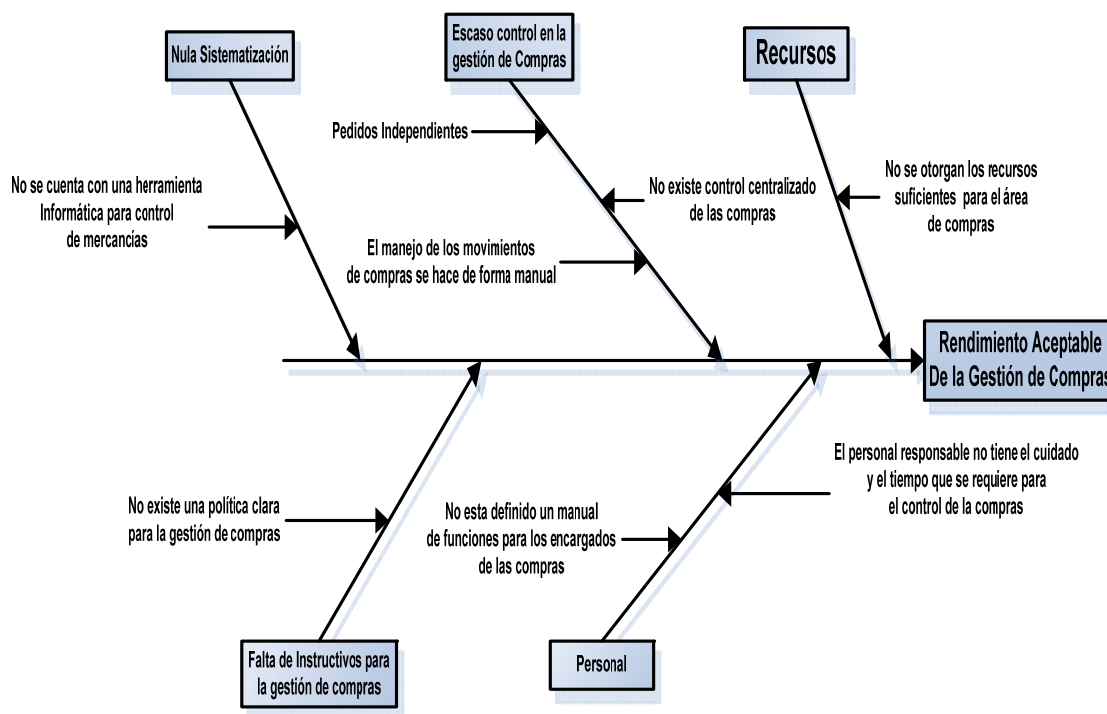 Nula Sistematización
Escaso control en la
gestión de Compras
Recursos
Pedidos Independientes
No se cuenta con una herramienta
Informática para control
de mercancías
No existe control centralizado
de las compras
El manejo de los movimientos
de compras se hace de forma manual
No se otorgan los recursos
suficientes para el área
de compras
Rendimiento Aceptable
De la Gestión de Compras
No existe una política clara
para la gestión de compras
No esta definido un manual
de funciones para los encargados
de las compras
El personal responsable no tiene el cuidado
y el tiempo que se requiere para
el control de la compras
Falta de Instructivos para
la gestión de compras
Personal